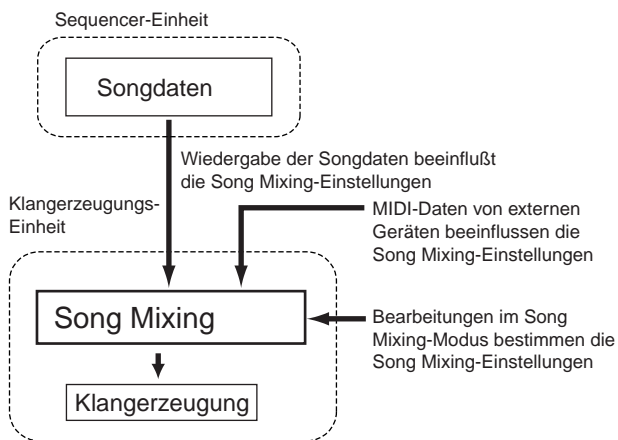 Sequencer-Einheit
Songdaten
Wiedergabe der Songdaten beeinflußt
die Song Mixing-Einstellungen
Klangerzeugungs-
Einheit
MIDI-Daten von externen
Geräten beeinflussen die
Song Mixing-Einstellungen
Song Mixing
Bearbeitungen im Song
Mixing-Modus bestimmen die
Song Mixing-Einstellungen
Klangerzeugung